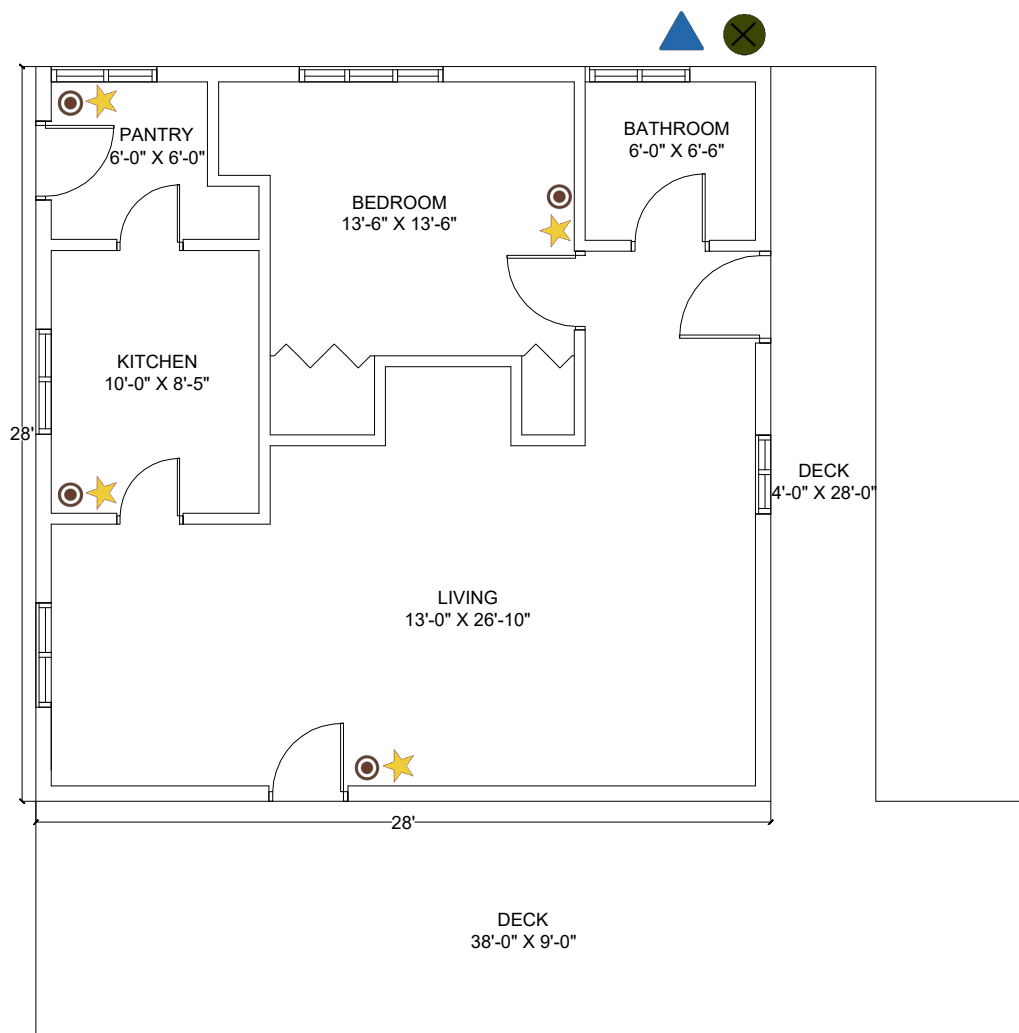 PANTRY
6'-0" X 6'-0"
BATHROOM
6'-0" X 6'-6"
BEDROOM
13'-6" X 13'-6"
KITCHEN
10'-0" X 8'-5"
28'
DECK
4'-0" X 28'-0"
LIVING
13'-0" X 26'-10"
28'
DECK
38'-0" X 9'-0"